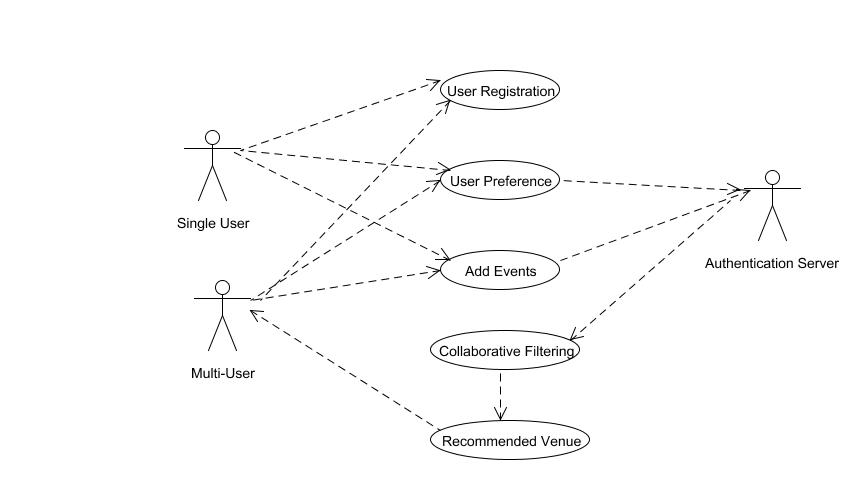 User Registration
User Preference
Single User
Authentication Server
Add Events
Collaborative Filtering
Multi-User
Recommended Venue